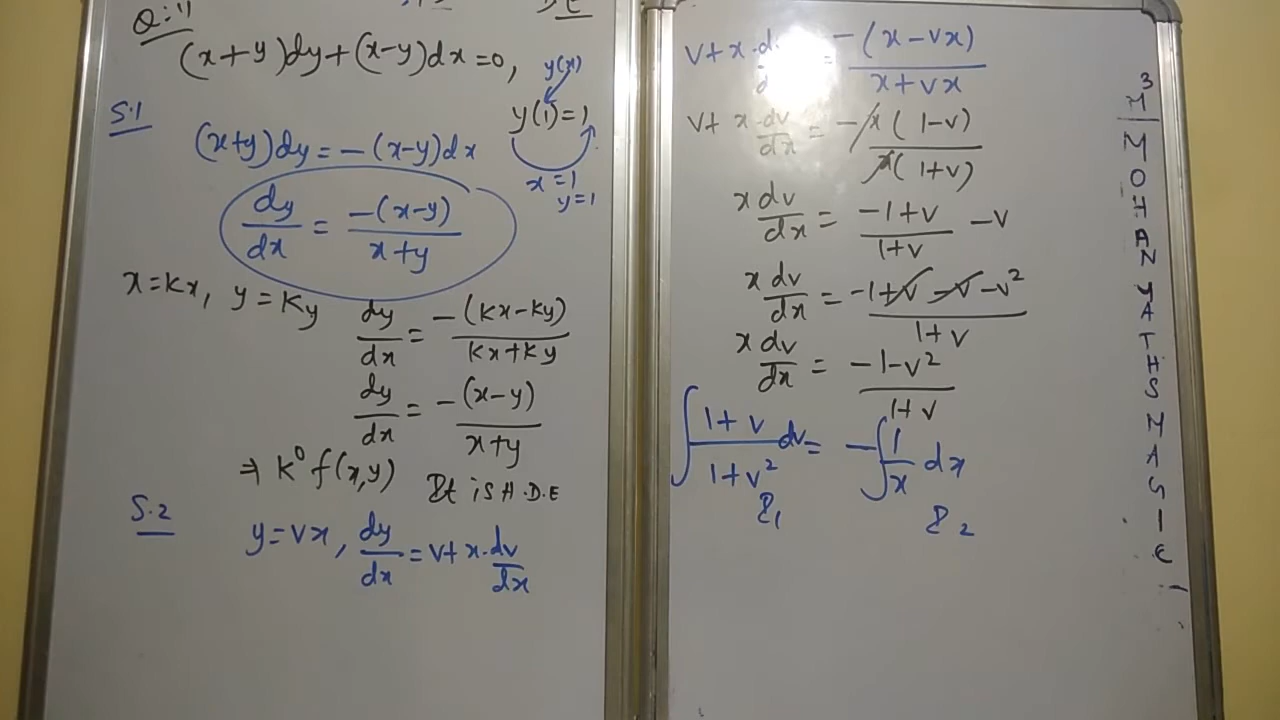 Q:11
(x+y)dy+(x-y)dx=0,
y(x)
y(1)=1
x=1
y=1
S.1
(x+y)dy=-(x-y)dx
dy/dx = -(x-y)/x+y
x=kx, y=ky
dy/dx = -(kx-ky)/kx+ky
dy/dx = -(x-y)/x+y
⇒ k⁰ f(x,y) It is H.D.E
S.2
y=vx, dy/dx = v+x.dv/dx
v+x.d = -(x-vx)/x+vx
v+x dv/dx = -x(1-v)/x(1+v)
x dv/dx = -1+v/1+v -v
x dv/dx = -1+v-v-v²/1+v
x dv/dx = -1-v²/1+v
∫ 1+v/1+v² dv = -∫ 1/x dx
I₁ I₂
M³
MOHAN MATHS MAGIC